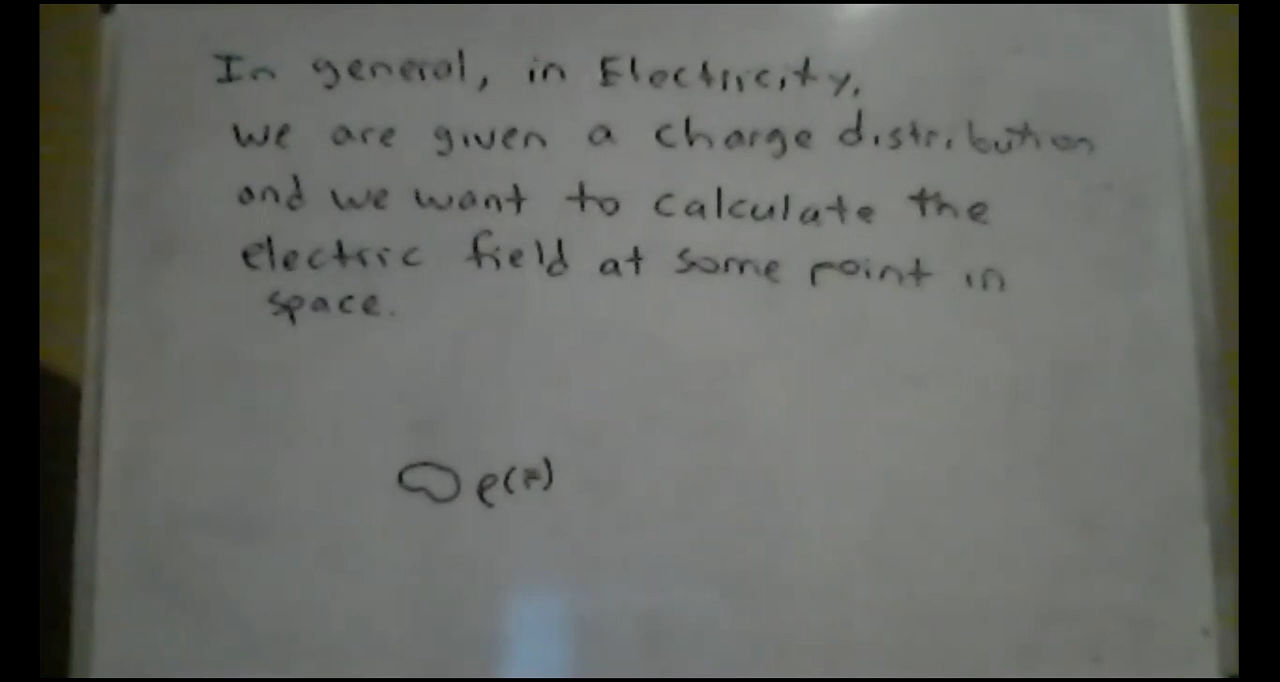 In general, in Electricity,
we are given a charge distribution
and we want to calculate the
electric field at some point in
space.
ρ(r)